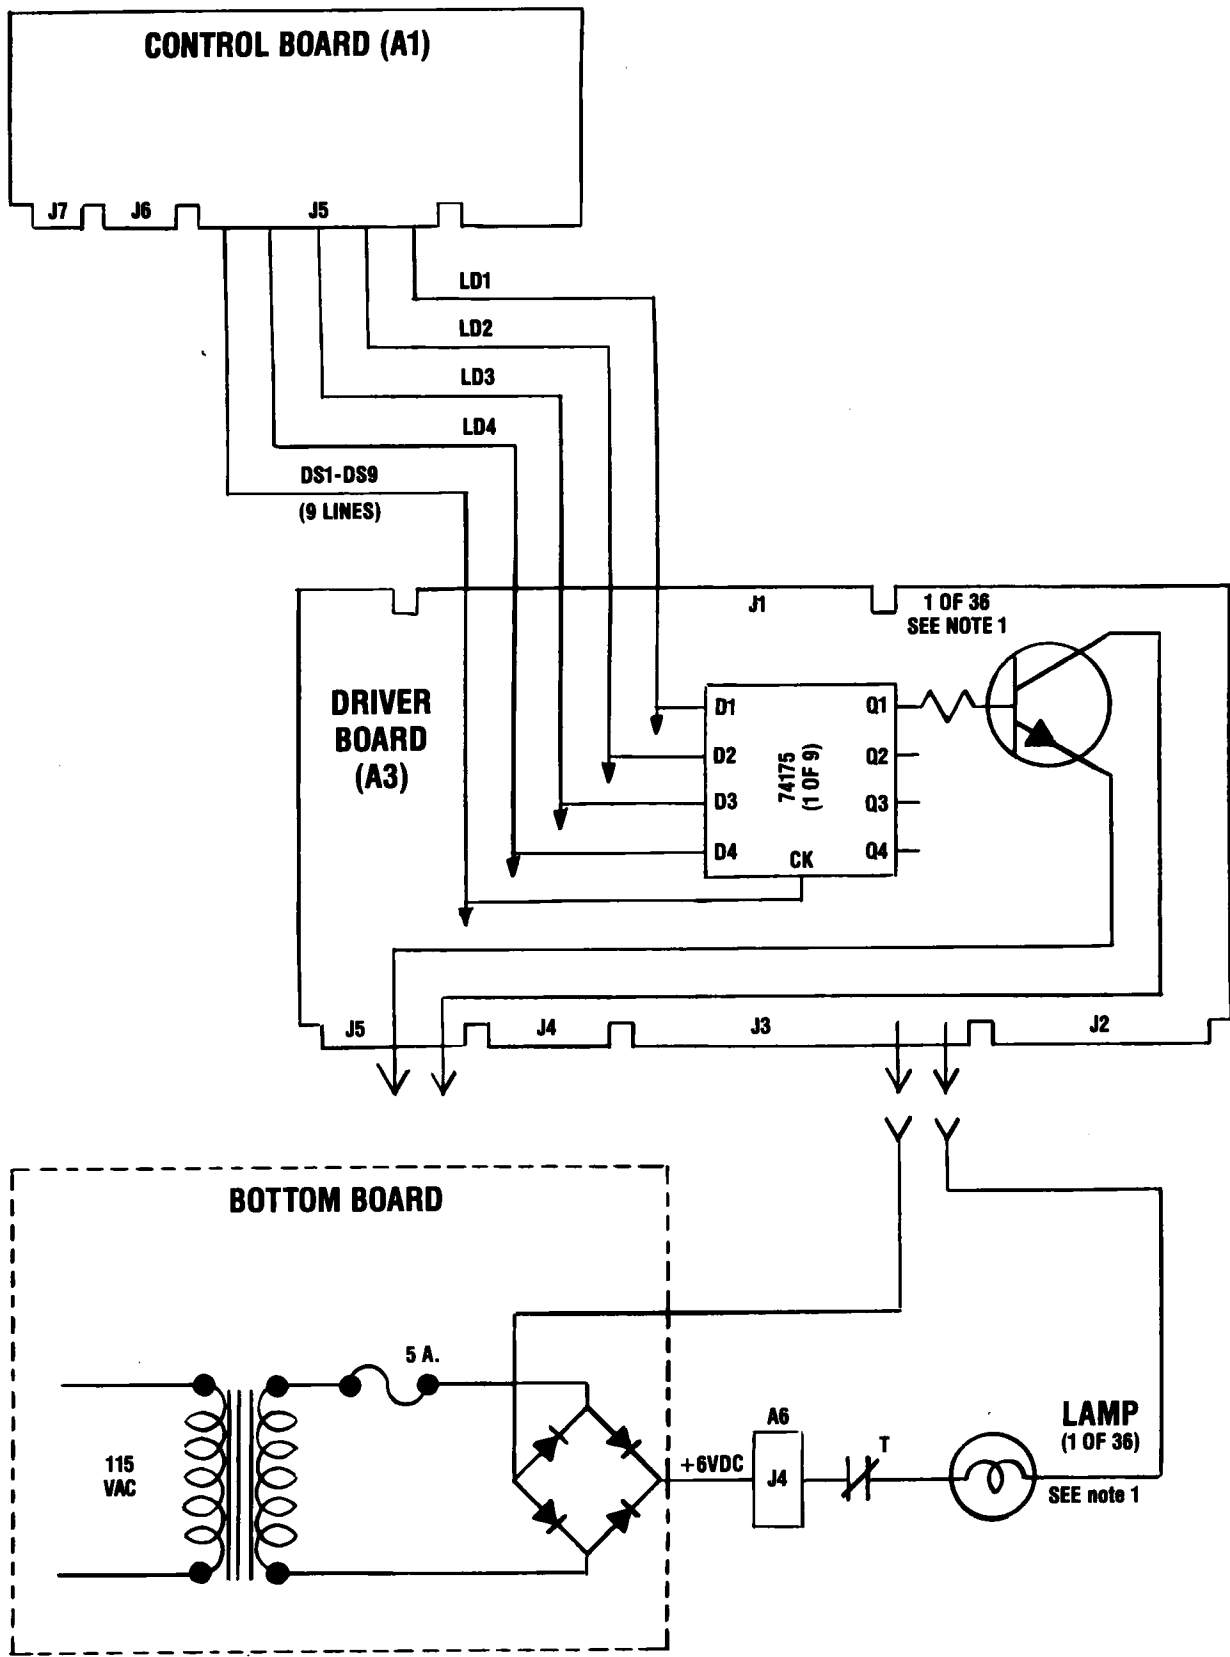 CONTROL BOARD (A1)
J7
J6
J5
LD1
LD2
LD3
LD4
DS1-DS9
(9 LINES)
J1
1 OF 36
SEE NOTE 1
DRIVER
BOARD
(A3)
D1
D2
D3
D4
74175
(1 OF 9)
CK
Q1
Q2
Q3
Q4
J5
J4
J3
J2
BOTTOM BOARD
5 A.
115
VAC
+6VDC
A6
J4
T
LAMP
(1 OF 36)
SEE note 1